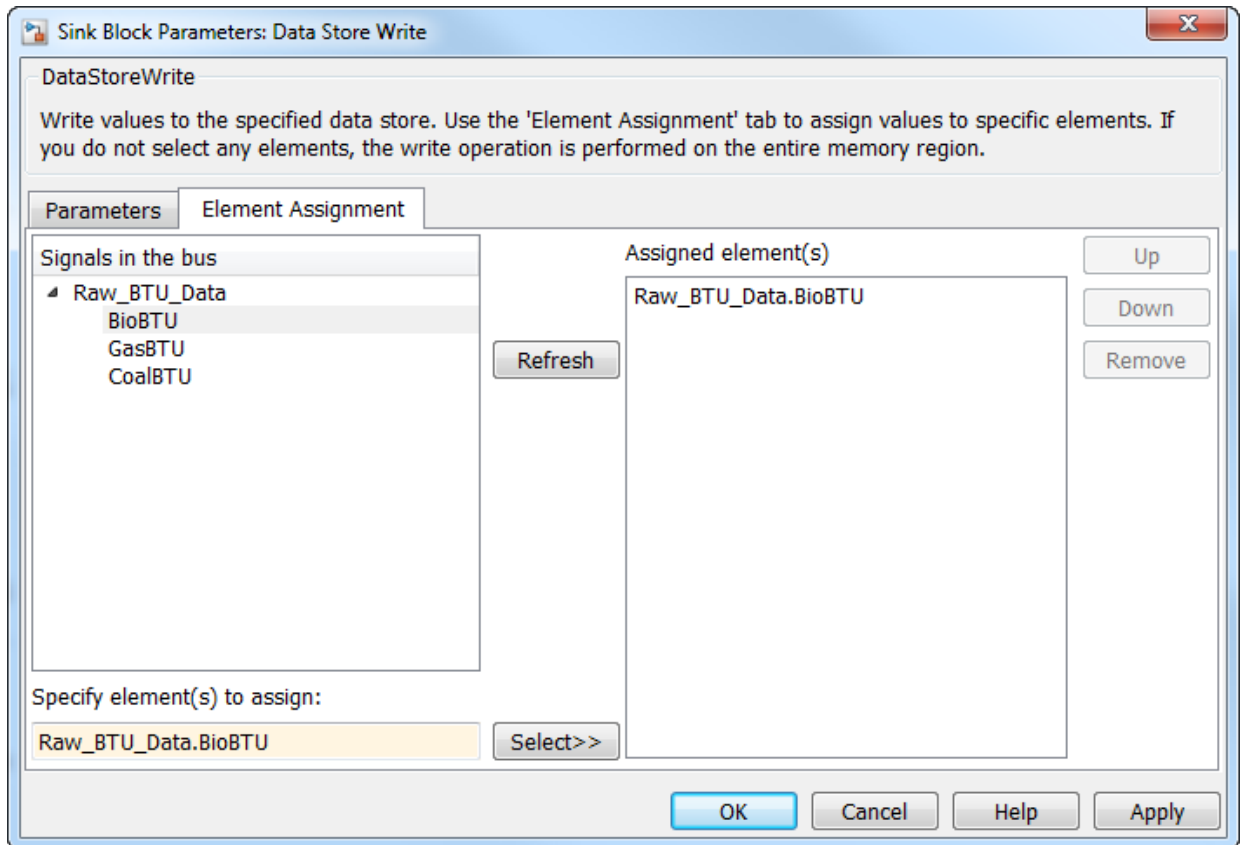 Sink Block Parameters: Data Store Write
DataStoreWrite
Write values to the specified data store. Use the 'Element Assignment' tab to assign values to specific elements. If
you do not select any elements, the write operation is performed on the entire memory region.
Parameters
Element Assignment
Signals in the bus
Raw_BTU_Data
BioBTU
GasBTU
CoalBTU
Refresh
Assigned element(s)
Raw_BTU_Data.BioBTU
Up
Down
Remove
Specify element(s) to assign:
Raw_BTU_Data.BioBTU
Select>>
OK
Cancel
Help
Apply